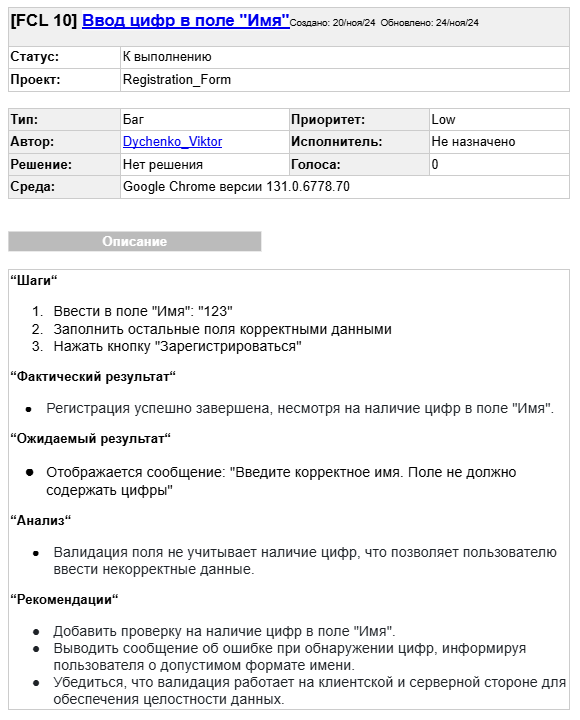 [FCL 10] Ввод цифр в поле "Имя" Создано: 20/ноя/24 Обновлено: 24/ноя/24
Статус: К выполнению
Проект: Registration_Form
Тип: Баг Приоритет: Low
Автор: Dychenko_Viktor Исполнитель: Не назначено
Решение: Нет решения Голоса: 0
Среда: Google Chrome версии 131.0.6778.70
Описание
“Шаги“
1. Ввести в поле "Имя": "123"
2. Заполнить остальные поля корректными данными
3. Нажать кнопку "Зарегистрироваться"
“Фактический результат“
● Регистрация успешно завершена, несмотря на наличие цифр в поле "Имя".
“Ожидаемый результат“
● Отображается сообщение: "Введите корректное имя. Поле не должно
содержать цифры"
“Анализ“
● Валидация поля не учитывает наличие цифр, что позволяет пользователю
ввести некорректные данные.
“Рекомендации“
● Добавить проверку на наличие цифр в поле "Имя".
● Выводить сообщение об ошибке при обнаружении цифр, информируя
пользователя о допустимом формате имени.
● Убедиться, что валидация работает на клиентской и серверной стороне для
обеспечения целостности данных.